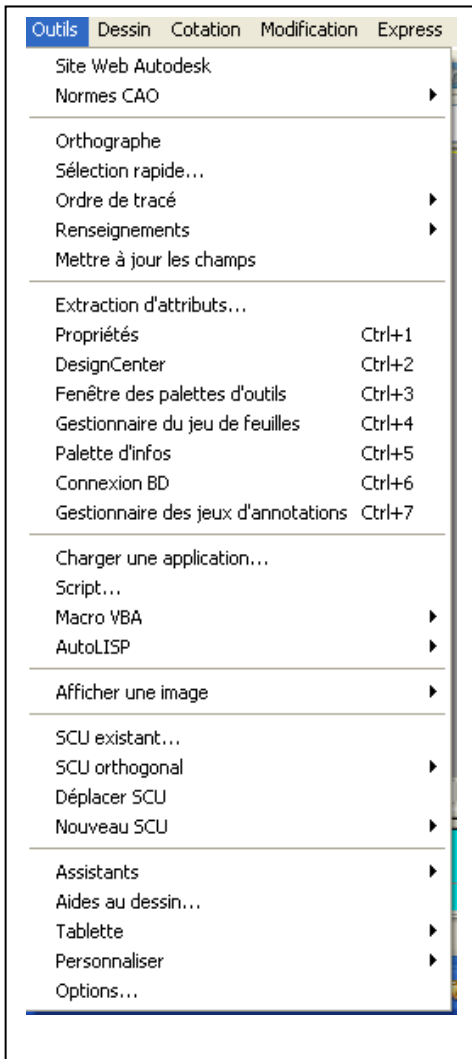 Outils Dessin Cotation Modification Express
Site Web Autodesk
Normes CAO
Orthographe
Sélection rapide...
Ordre de tracé
Renseignements
Mettre à jour les champs
Extraction d'attributs...
Propriétés Ctrl+1
DesignCenter Ctrl+2
Fenêtre des palettes d'outils Ctrl+3
Gestionnaire du jeu de feuilles Ctrl+4
Palette d'infos Ctrl+5
Connexion BD Ctrl+6
Gestionnaire des jeux d'annotations Ctrl+7
Charger une application...
Script...
Macro VBA
AutoLISP
Afficher une image
SCU existant...
SCU orthogonal
Déplacer SCU
Nouveau SCU
Assistants
Aides au dessin...
Tablette
Personnaliser
Options...